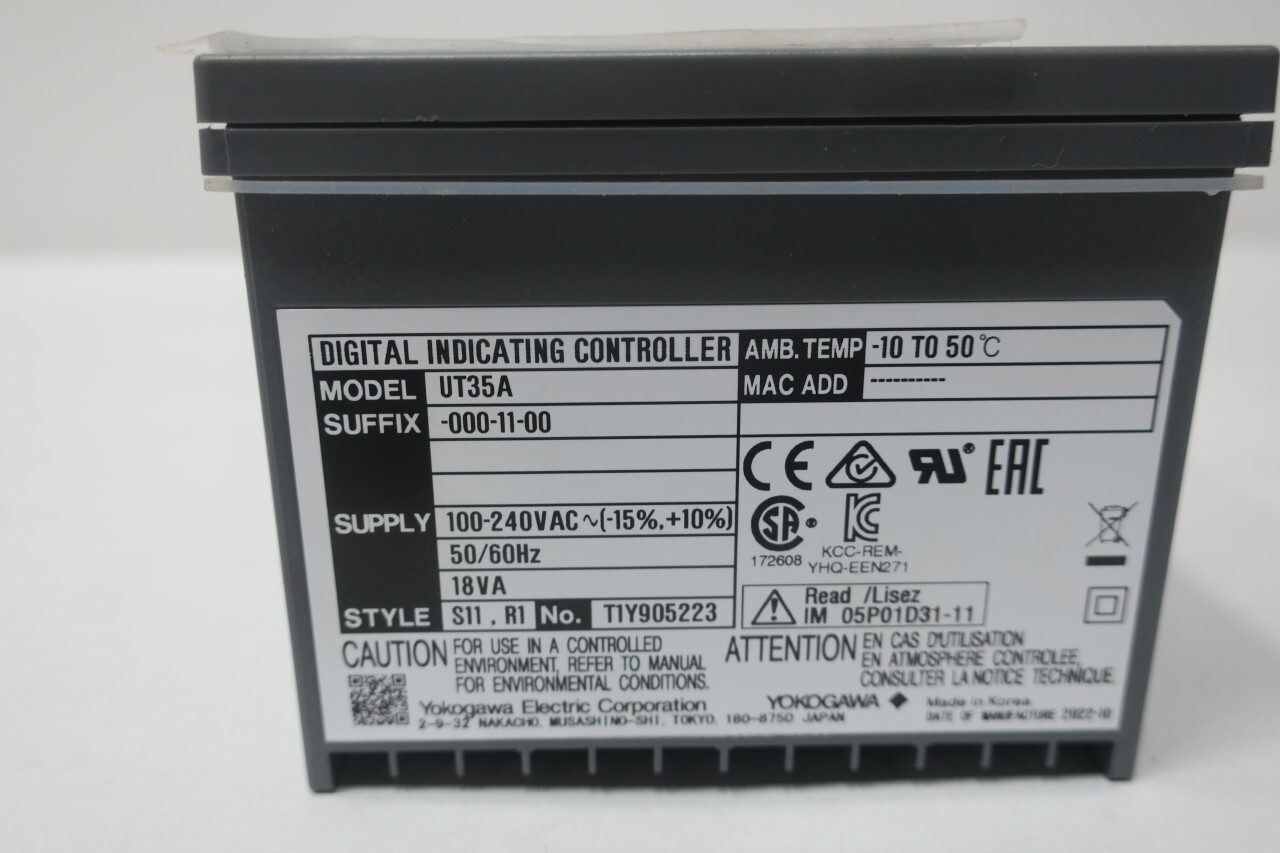 DIGITAL INDICATING CONTROLLER
MODEL UT35A
SUFFIX -000-11-00
SUPPLY 100-240VAC ~(-15%,+10%)
50/60Hz
18VA
STYLE S11 , R1 No. T1Y905223
AMB.TEMP -10 TO 50 ℃
MAC ADD ----------
CE
RU®
EAC
SA®
172608
KC
KCC-REM-
YHQ-EEN271
Read /Lisez
IM 05P01D31-11
CAUTION FOR USE IN A CONTROLLED
ENVIRONMENT, REFER TO MANUAL
FOR ENVIRONMENTAL CONDITIONS.
ATTENTION EN CAS D'UTILISATION
EN ATMOSPHERE CONTROLEE,
CONSULTER LA NOTICE TECHNIQUE.
Yokogawa Electric Corporation
2-9-32 NAKACHO, MUSASHINO-SHI, TOKYO, 180-8750 JAPAN
YOKOGAWA
Made in Korea
DATE OF MANUFACTURE 2022-10